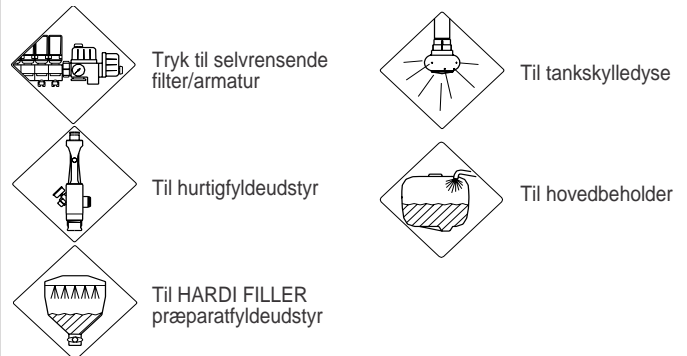 Tryk til selvrensende
filter/armatur
Til hurtigfyldeudstyr
Til HARDI FILLER
præparatfyldeudstyr
Til tankskylledyse
Til hovedbeholder